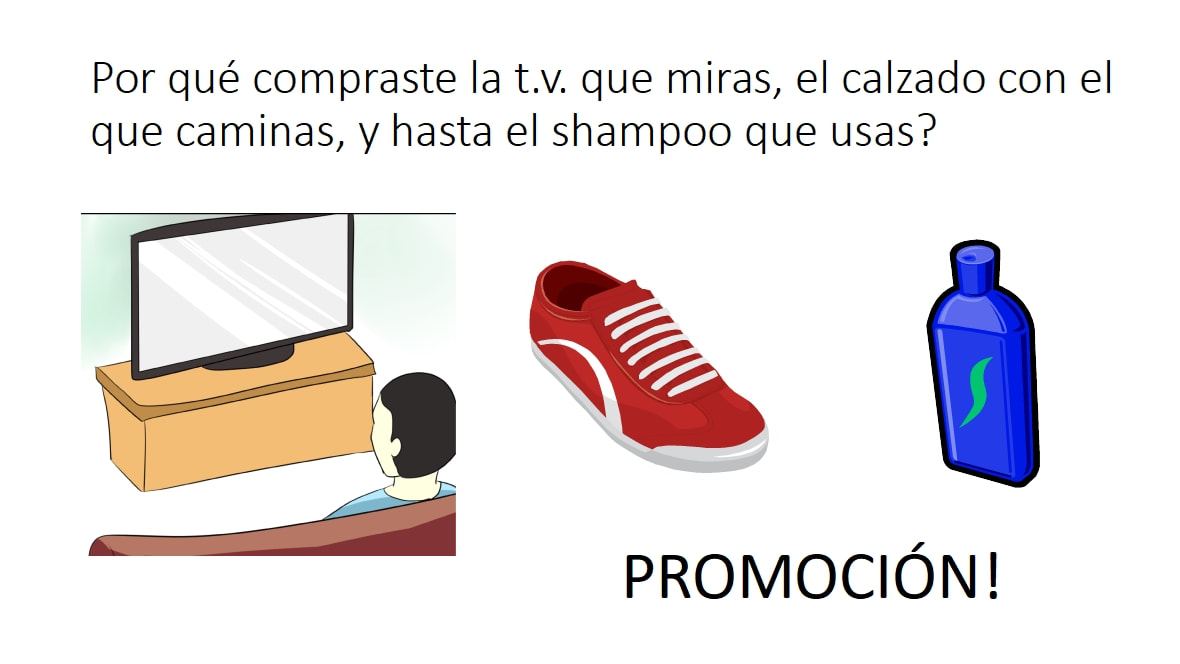 Por qué compraste la t.v. que miras, el calzado con el
que caminas, y hasta el shampoo que usas?
PROMOCIÓN!